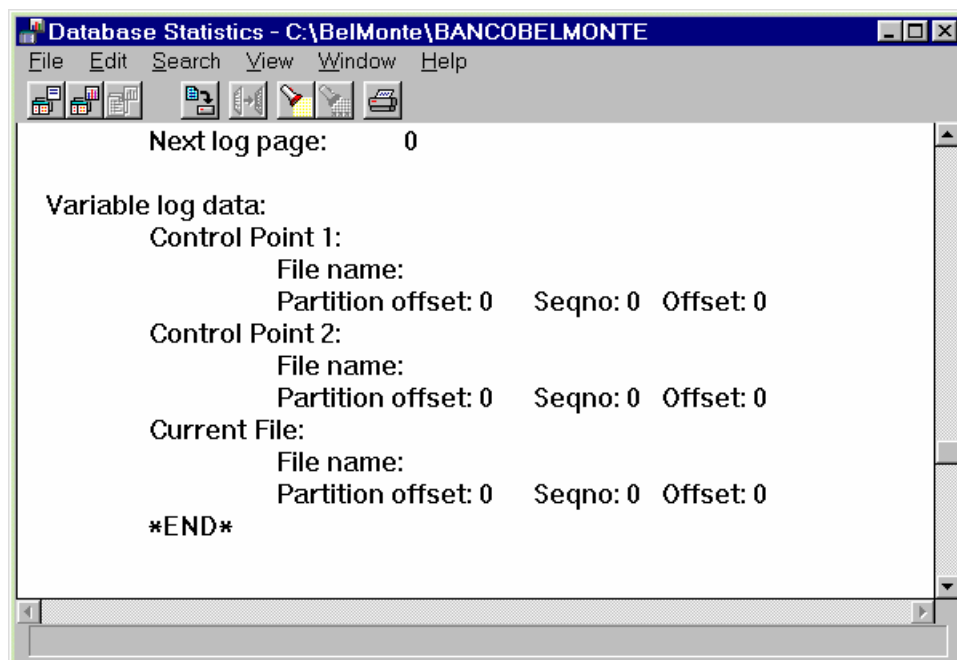 Database Statistics - C:\BelMonte\BANCOBELMONTE
File Edit Search View Window Help
Next log page: 0
Variable log data:
Control Point 1:
File name:
Partition offset: 0 Seqno: 0 Offset: 0
Control Point 2:
File name:
Partition offset: 0 Seqno: 0 Offset: 0
Current File:
File name:
Partition offset: 0 Seqno: 0 Offset: 0
*END*